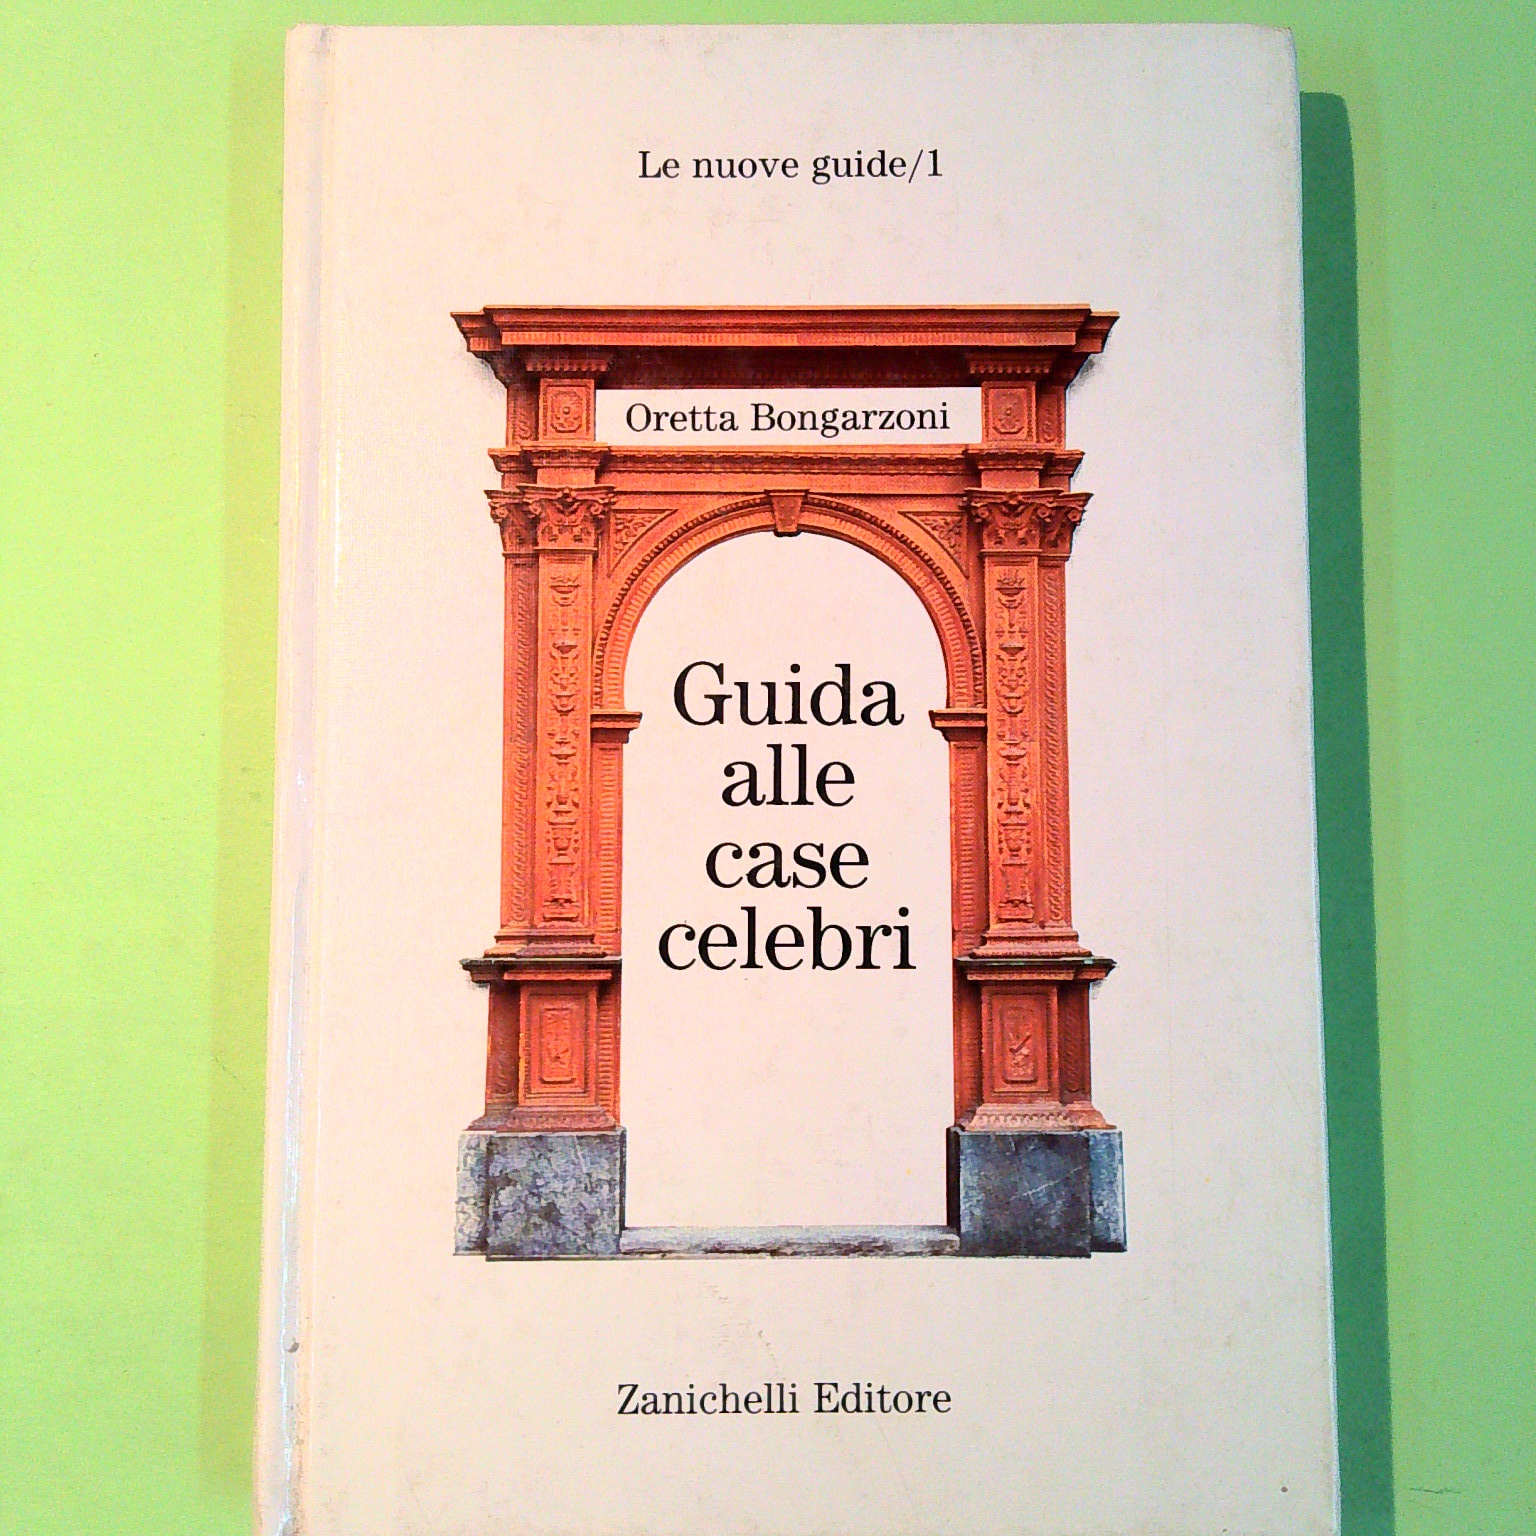 Le nuove guide/1
Oretta Bongarzoni
Guida
alle
case
celebri
Zanichelli Editore